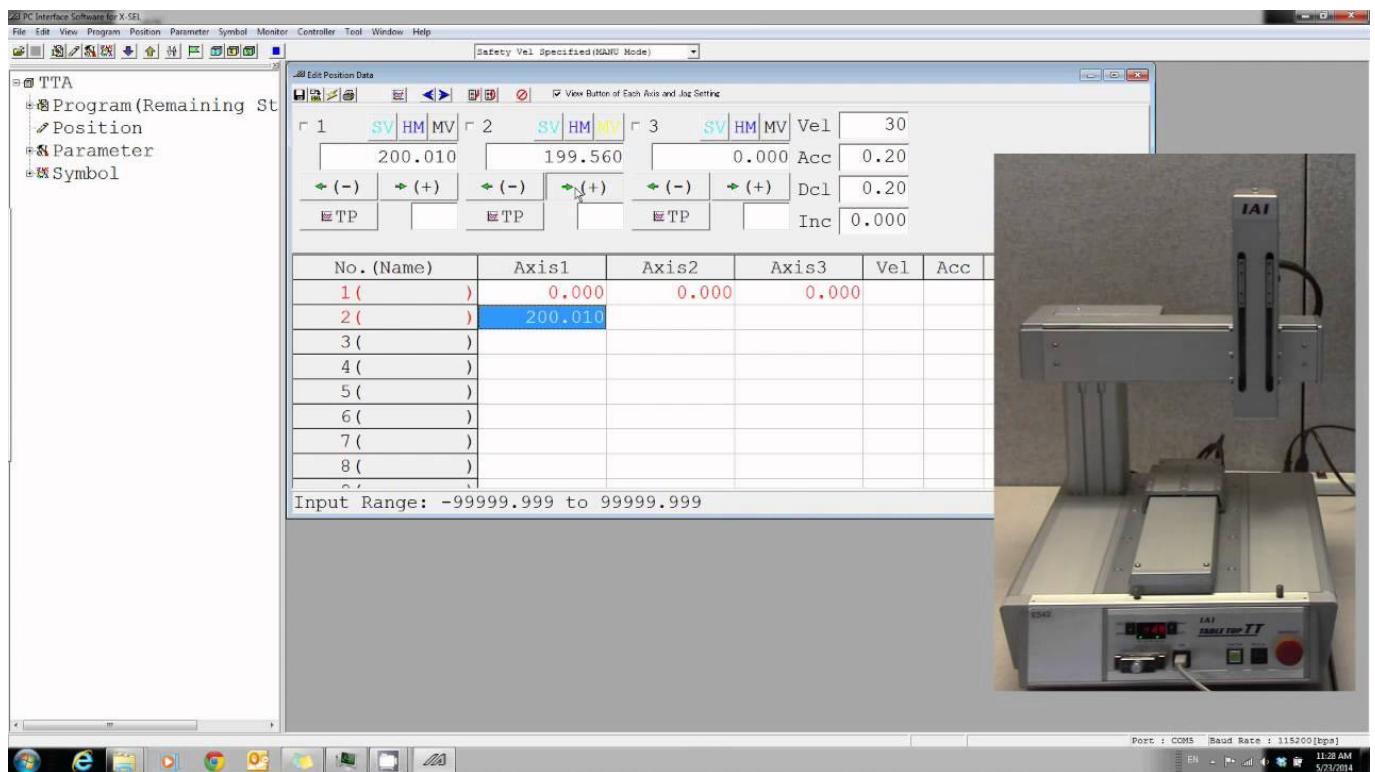 PC Interface Software for X-SEL
File Edit View Program Position Parameter Symbol Monitor Controller Tool Window Help
Safety Vel Specified(MANU Mode)
TTA
Program(Remaining St
Position
Parameter
Symbol
Edit Position Data
View Button of Each Axis and Jog Setting
1 SV HM MV 2 SV HM MV 3 SV HM MV Vel 30
200.010 199.560 0.000 Acc 0.20
(-) (+) (-) (+) (-) (+) Dcl 0.20
TP TP TP Inc 0.000
No.(Name) Axis1 Axis2 Axis3 Vel Acc
1( ) 0.000 0.000 0.000
2( ) 200.010
3( )
4( )
5( )
6( )
7( )
8( )
Input Range: -99999.999 to 99999.999
IAI
IAI
TABLE TOP TT
Port : COM5 Baud Rate : 115200[bps]
EN 11:28 AM
5/23/2014